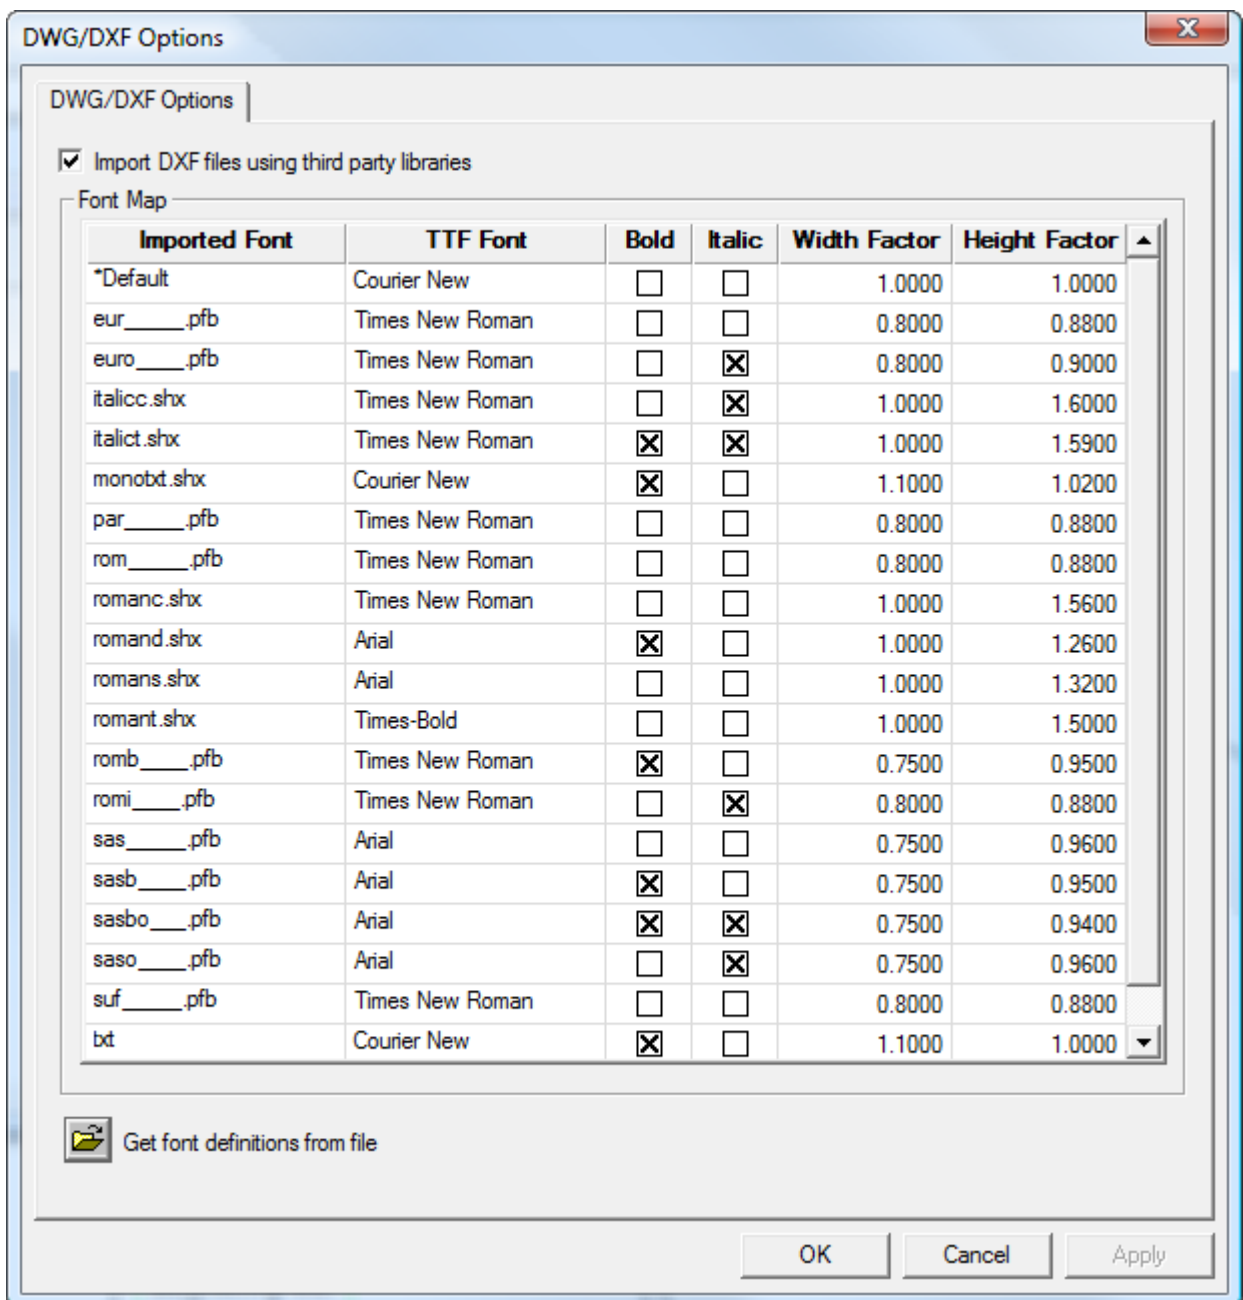 DWG/DXF Options
DWG/DXF Options
Import DXF files using third party libraries
Font Map
Imported Font TTF Font Bold Italic Width Factor Height Factor
*Default Courier New 1.0000 1.0000
eur_____.pfb Times New Roman 0.8000 0.8800
euro____.pfb Times New Roman 0.8000 0.9000
italicc.shx Times New Roman 1.0000 1.6000
italict.shx Times New Roman 1.0000 1.5900
monotxt.shx Courier New 1.1000 1.0200
par_____.pfb Times New Roman 0.8000 0.8800
rom_____.pfb Times New Roman 0.8000 0.8800
romanc.shx Times New Roman 1.0000 1.5600
romand.shx Arial 1.0000 1.2600
romans.shx Arial 1.0000 1.3200
romant.shx Times-Bold 1.0000 1.5000
romb____.pfb Times New Roman 0.7500 0.9500
romi____.pfb Times New Roman 0.8000 0.8800
sas_____.pfb Arial 0.7500 0.9600
sasb____.pfb Arial 0.7500 0.9500
sasbo___.pfb Arial 0.7500 0.9400
saso____.pfb Arial 0.7500 0.9600
suf_____.pfb Times New Roman 0.8000 0.8800
txt Courier New 1.1000 1.0000
Get font definitions from file
OK Cancel Apply